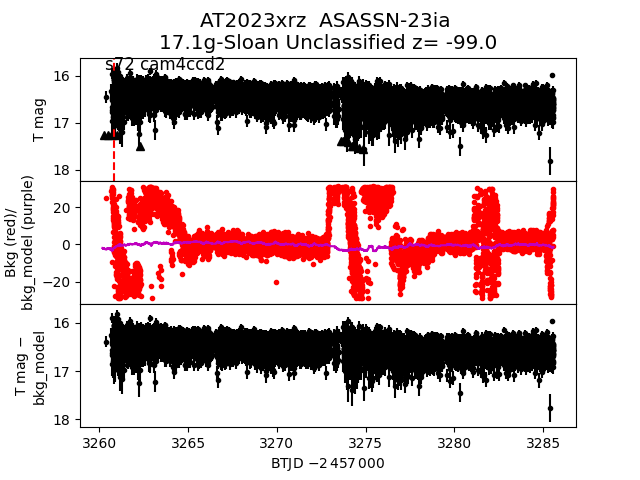 AT2023xrz  ASASSN-23ia
17.1g-Sloan Unclassified z= -99.0
s72 cam4ccd2
16
17
18
T mag
20
0
−20
Bkg (red)/
bkg_model (purple)
16
17
18
T mag −
bkg_model
3260 3265 3270 3275 3280 3285
BTJD −2 457 000